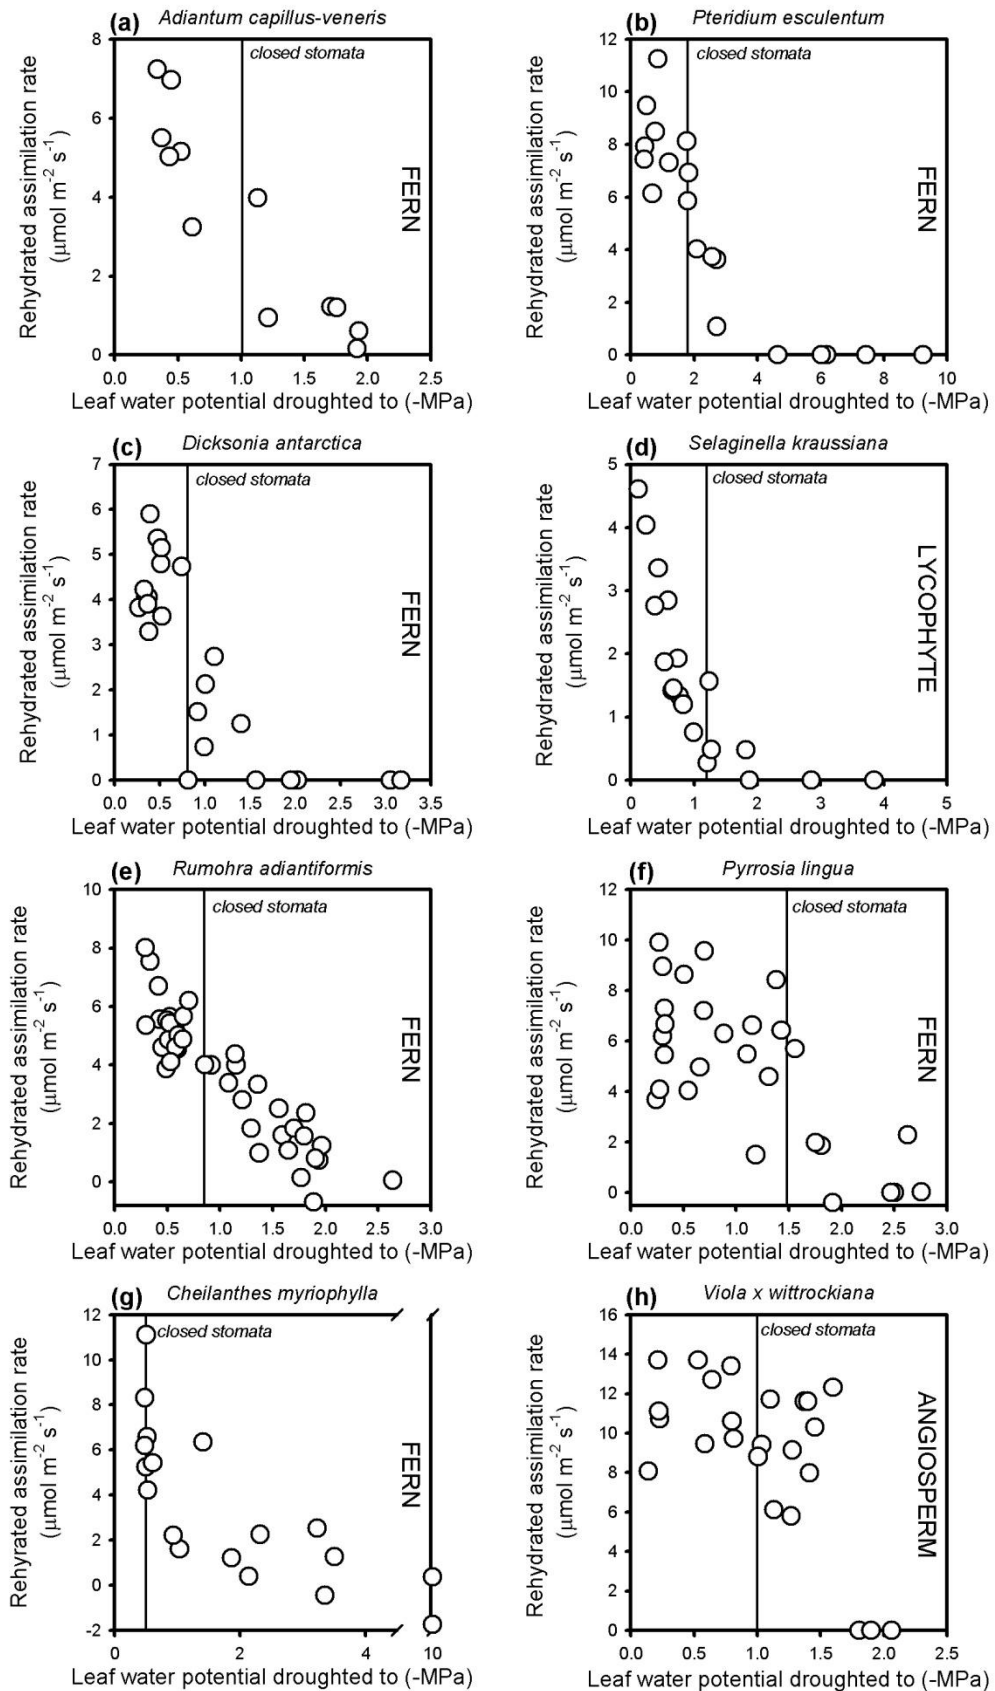 (a) Adiantum capillus-veneris
closed stomata
8
6
4
2
0
Rehydrated assimilation rate
(μmol m-2 s-1)
FERN
0.0 0.5 1.0 1.5 2.0 2.5
Leaf water potential droughted to (-MPa)
(b) Pteridium esculentum
closed stomata
12
10
8
6
4
2
0
Rehydrated assimilation rate
(μmol m-2 s-1)
FERN
0 2 4 6 8 10
Leaf water potential droughted to (-MPa)
(c) Dicksonia antarctica
closed stomata
7
6
5
4
3
2
1
0
Rehydrated assimilation rate
(μmol m-2 s-1)
FERN
0.0 0.5 1.0 1.5 2.0 2.5 3.0 3.5
Leaf water potential droughted to (-MPa)
(d) Selaginella kraussiana
closed stomata
5
4
3
2
1
0
Rehydrated assimilation rate
(μmol m-2 s-1)
LYCOPHYTE
0 1 2 3 4 5
Leaf water potential droughted to (-MPa)
(e) Rumohra adiantiformis
closed stomata
10
8
6
4
2
0
Rehydrated assimilation rate
(μmol m-2 s-1)
FERN
0.0 0.5 1.0 1.5 2.0 2.5 3.0
Leaf water potential droughted to (-MPa)
(f) Pyrrosia lingua
closed stomata
12
10
8
6
4
2
0
Rehydrated assimilation rate
(μmol m-2 s-1)
FERN
0.0 0.5 1.0 1.5 2.0 2.5 3.0
Leaf water potential droughted to (-MPa)
(g) Cheilanthes myriophylla
closed stomata
12
10
8
6
4
2
0
-2
Rehydrated assimilation rate
(μmol m-2 s-1)
FERN
2 4 10
Leaf water potential droughted to (-MPa)
(h) Viola x wittrockiana
closed stomata
16
14
12
10
8
6
4
2
0
Rehydrated assimilation rate
(μmol m-2 s-1)
ANGIOSPERM
0.0 0.5 1.0 1.5 2.0 2.5
Leaf water potential droughted to (-MPa)